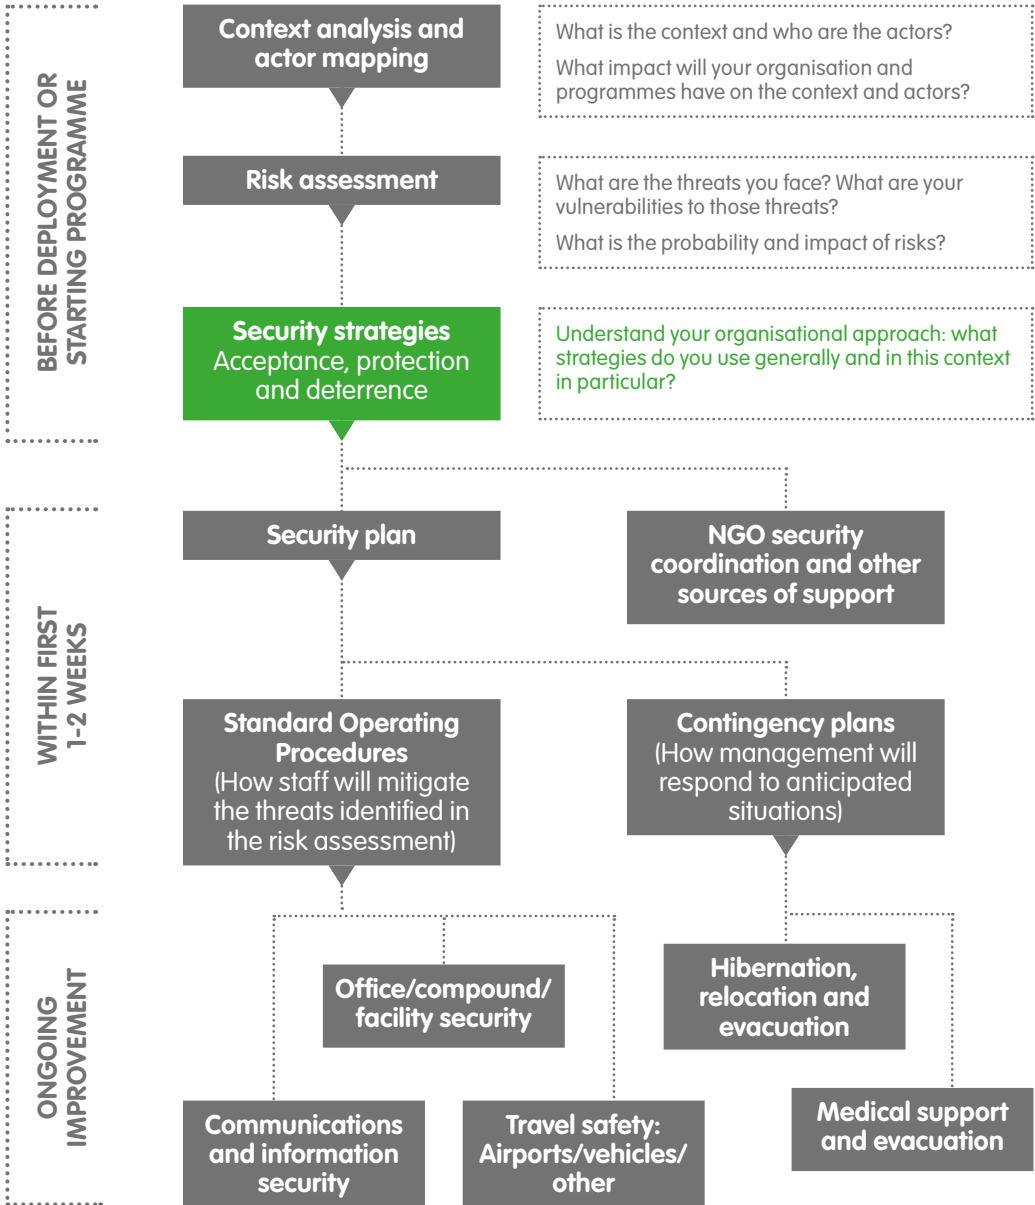 BEFORE DEPLOYMENT OR
STARTING PROGRAMME
Context analysis and
actor mapping
What is the context and who are the actors?
What impact will your organisation and
programmes have on the context and actors?
Risk assessment
What are the threats you face? What are your
vulnerabilities to those threats?
What is the probability and impact of risks?
Security strategies
Acceptance, protection
and deterrence
Understand your organisational approach: what
strategies do you use generally and in this context
in particular?
WITHIN FIRST
1-2 WEEKS
Security plan
NGO security
coordination and other
sources of support
Standard Operating
Procedures
(How staff will mitigate
the threats identified in
the risk assessment)
Contingency plans
(How management will
respond to anticipated
situations)
ONGOING
IMPROVEMENT
Office/compound/
facility security
Hibernation,
relocation and
evacuation
Communications
and information
security
Travel safety:
Airports/vehicles/
other
Medical support
and evacuation